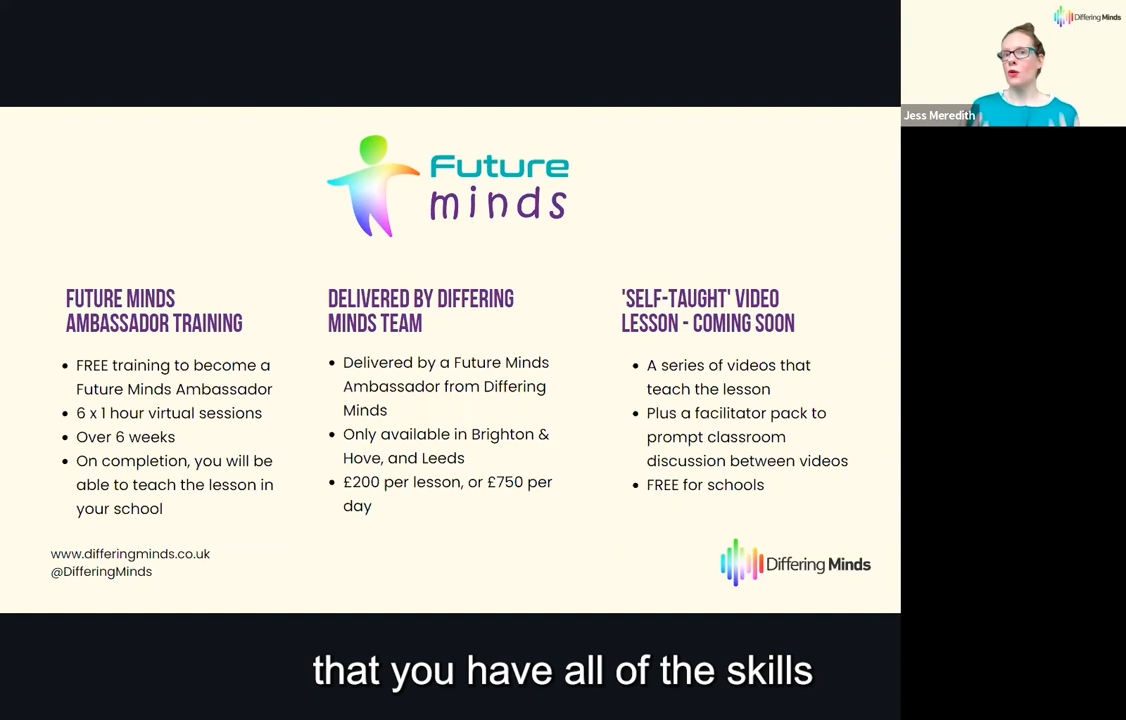 Differing Minds
Jess Meredith
Future
minds
FUTURE MINDS
AMBASSADOR TRAINING
• FREE training to become a
Future Minds Ambassador
• 6 x 1 hour virtual sessions
• Over 6 weeks
• On completion, you will be
able to teach the lesson in
your school
DELIVERED BY DIFFERING
MINDS TEAM
• Delivered by a Future Minds
Ambassador from Differing
Minds
• Only available in Brighton &
Hove, and Leeds
• £200 per lesson, or £750 per
day
'SELF-TAUGHT' VIDEO
LESSON - COMING SOON
• A series of videos that
teach the lesson
• Plus a facilitator pack to
prompt classroom
discussion between videos
• FREE for schools
www.differingminds.co.uk
@DifferingMinds
Differing Minds
that you have all of the skills